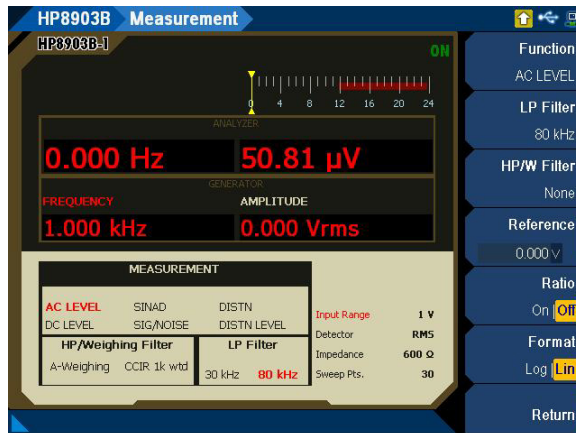 HP8903B Measurement
HP8903B-1
ON
0 4 8 12 16 20 24
ANALYZER
0.000 Hz 50.81 µV
GENERATOR
FREQUENCY AMPLITUDE
1.000 kHz 0.000 Vrms
MEASUREMENT
AC LEVEL SINAD DISTN
DC LEVEL SIG/NOISE DISTN LEVEL
HP/Weighing Filter
A-Weighing CCIR 1k wtd
LP Filter
30 kHz 80 kHz
Input Range 1 V
Detector RMS
Impedance 600 Ω
Sweep Pts. 30
Function
AC LEVEL
LP Filter
80 kHz
HP/W Filter
None
Reference
0.000 V
Ratio
On Off
Format
Log Lin
Return